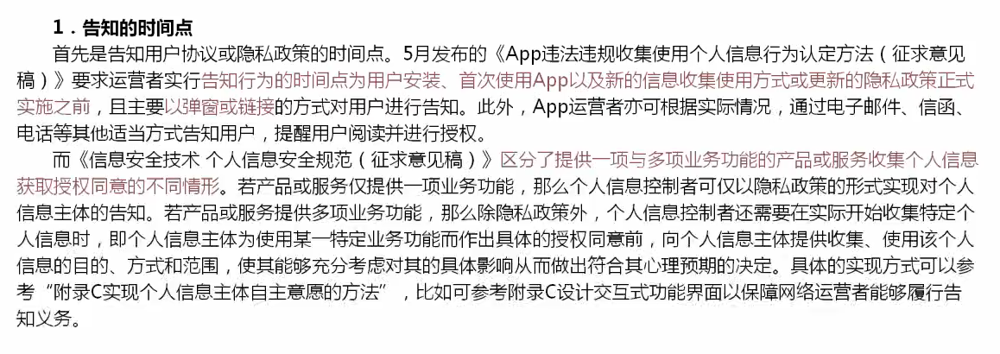 1．告知的时间点
首先是告知用户协议或隐私政策的时间点。5月发布的《App违法违规收集使用个人信息行为认定方法（征求意见
稿）》要求运营者实行告知行为的时间点为用户安装、首次使用App以及新的信息收集使用方式或更新的隐私政策正式
实施之前，且主要以弹窗或链接的方式对用户进行告知。此外，App运营者亦可根据实际情况，通过电子邮件、信函、
电话等其他适当方式告知用户，提醒用户阅读并进行授权。
而《信息安全技术 个人信息安全规范（征求意见稿）》区分了提供一项与多项业务功能的产品或服务收集个人信息
获取授权同意的不同情形。若产品或服务仅提供一项业务功能，那么个人信息控制者可仅以隐私政策的形式实现对个人
信息主体的告知。若产品或服务提供多项业务功能，那么除隐私政策外，个人信息控制者还需要在实际开始收集特定个
人信息时，即个人信息主体为使用某一特定业务功能而作出具体的授权同意前，向个人信息主体提供收集、使用该个人
信息的目的、方式和范围，使其能够充分考虑对其的具体影响从而做出符合其心理预期的决定。具体的实现方式可以参
考“附录C实现个人信息主体自主意愿的方法”，比如可参考附录C设计交互式功能界面以保障网络运营者能够履行告
知义务。